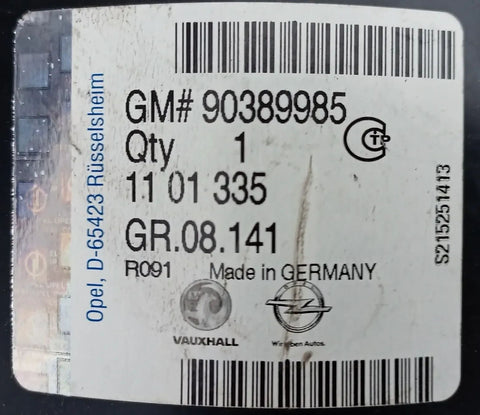 GM# 90389985
Qty 1
11 01 335
GR.08.141
R091 Made in GERMANY
VAUXHALL
OPEL
Wir leben Autos.
Opel, D-65423 Rüsselsheim
S215251413